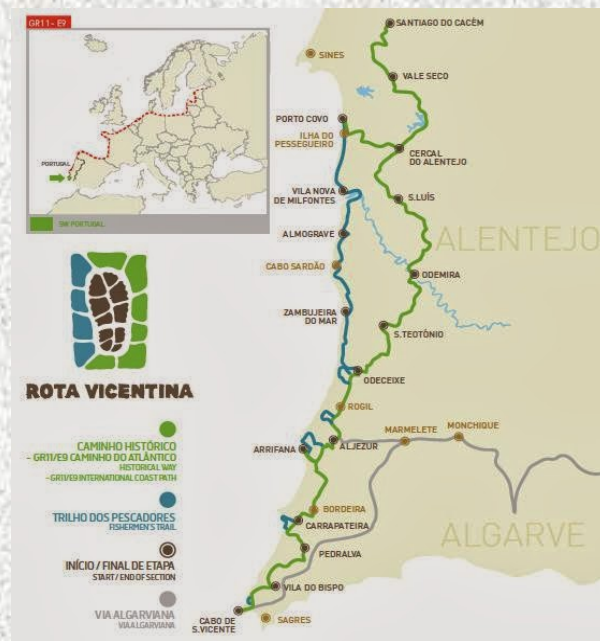 GR11 - E9
PORTUGAL
ROTA VICENTINA
CAMINHO HISTÓRICO
- GR11/E9 CAMINHO DO ATLÂNTICO
HISTORICAL WAY
- GR11/E9 INTERNATIONAL COAST PATH
TRILHO DOS PESCADORES
FISHERMEN'S TRAIL
INÍCIO / FINAL DE ETAPA
START / END OF SECTION
VIA ALGARVIANA
VIA ALGARVIANA
SANTIAGO DO CACÉM
SINES
VALE SECO
PORTO COVO
ILHA DO
PESSEGUEIRO
CERCAL
DO ALENTEJO
VILA NOVA
DE MILFONTES
S.LUÍS
ALMOGRAVE
ALENTEJO
CABO SARDÃO
ODEMIRA
ZAMBUJEIRA
DO MAR
S.TEOTÓNIO
ODECEIXE
ROGIL
MARMELETE
MONCHIQUE
ARRIFANA
ALJEZUR
BORDEIRA
CARRAPATEIRA
ALGARVE
PEDRALVA
VILA DO BISPO
CABO DE
S.VICENTE
SAGRES